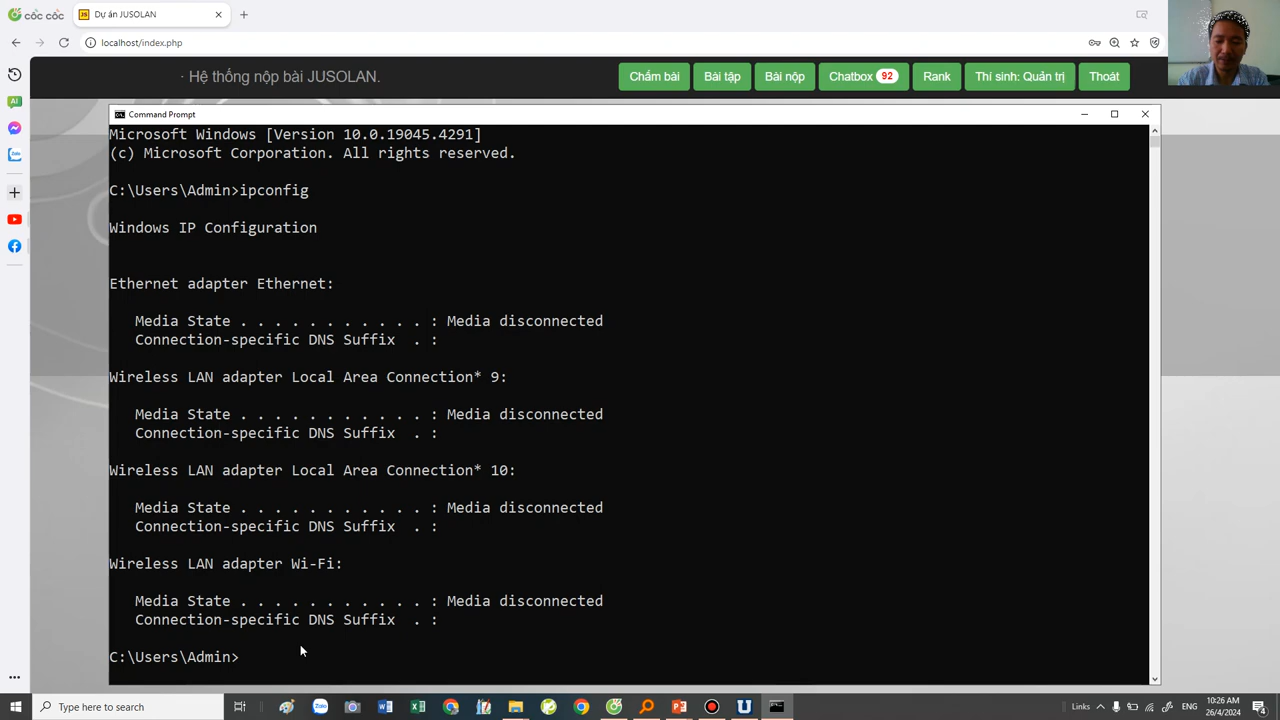 cốc cốc
Dự án JUSOLAN
localhost/index.php
· Hệ thống nộp bài JUSOLAN.
Chấm bài
Bài tập
Bài nộp
Chatbox 92
Rank
Thí sinh: Quản trị
Thoát
AI
Zalo
Command Prompt
Microsoft Windows [Version 10.0.19045.4291]
(c) Microsoft Corporation. All rights reserved.
C:\Users\Admin>ipconfig
Windows IP Configuration
Ethernet adapter Ethernet:
Media State . . . . . . . . . . . : Media disconnected
Connection-specific DNS Suffix  . :
Wireless LAN adapter Local Area Connection* 9:
Media State . . . . . . . . . . . : Media disconnected
Connection-specific DNS Suffix  . :
Wireless LAN adapter Local Area Connection* 10:
Media State . . . . . . . . . . . : Media disconnected
Connection-specific DNS Suffix  . :
Wireless LAN adapter Wi-Fi:
Media State . . . . . . . . . . . : Media disconnected
Connection-specific DNS Suffix  . :
C:\Users\Admin>
Type here to search
Zalo
Links
ENG
10:26 AM
26/4/2024
4